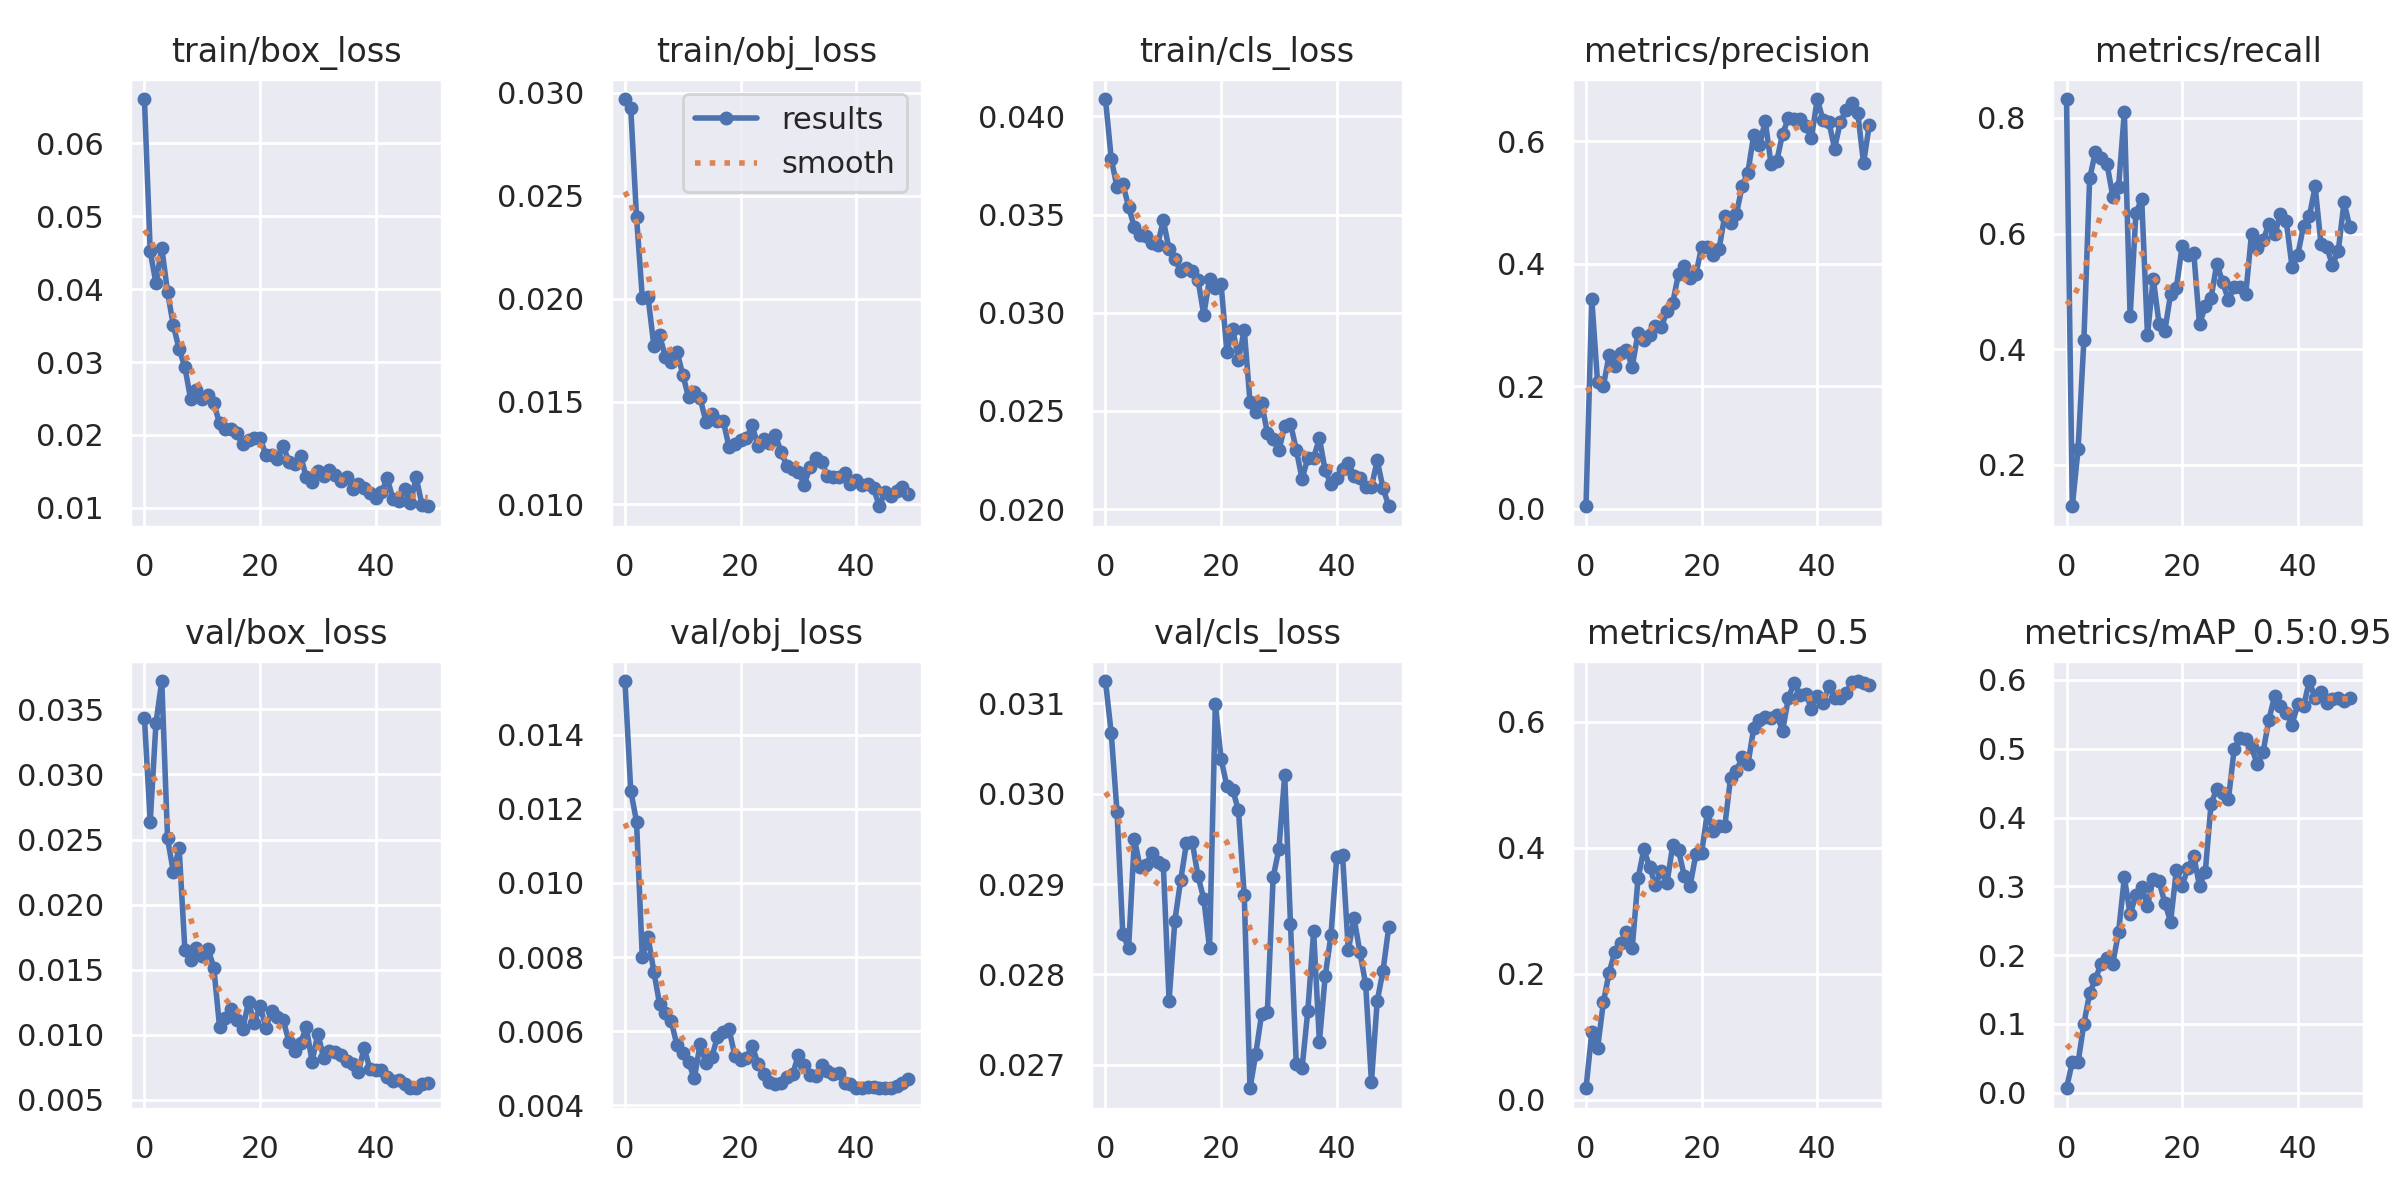 train/box_loss
0.06
0.05
0.04
0.03
0.02
0.01
0 20 40
train/obj_loss
results
smooth
0.030
0.025
0.020
0.015
0.010
0 20 40
train/cls_loss
0.040
0.035
0.030
0.025
0.020
0 20 40
metrics/precision
0.6
0.4
0.2
0.0
0 20 40
metrics/recall
0.8
0.6
0.4
0.2
0 20 40
val/box_loss
0.035
0.030
0.025
0.020
0.015
0.010
0.005
0 20 40
val/obj_loss
0.014
0.012
0.010
0.008
0.006
0.004
0 20 40
val/cls_loss
0.031
0.030
0.029
0.028
0.027
0 20 40
metrics/mAP_0.5
0.6
0.4
0.2
0.0
0 20 40
metrics/mAP_0.5:0.95
0.6
0.5
0.4
0.3
0.2
0.1
0.0
0 20 40